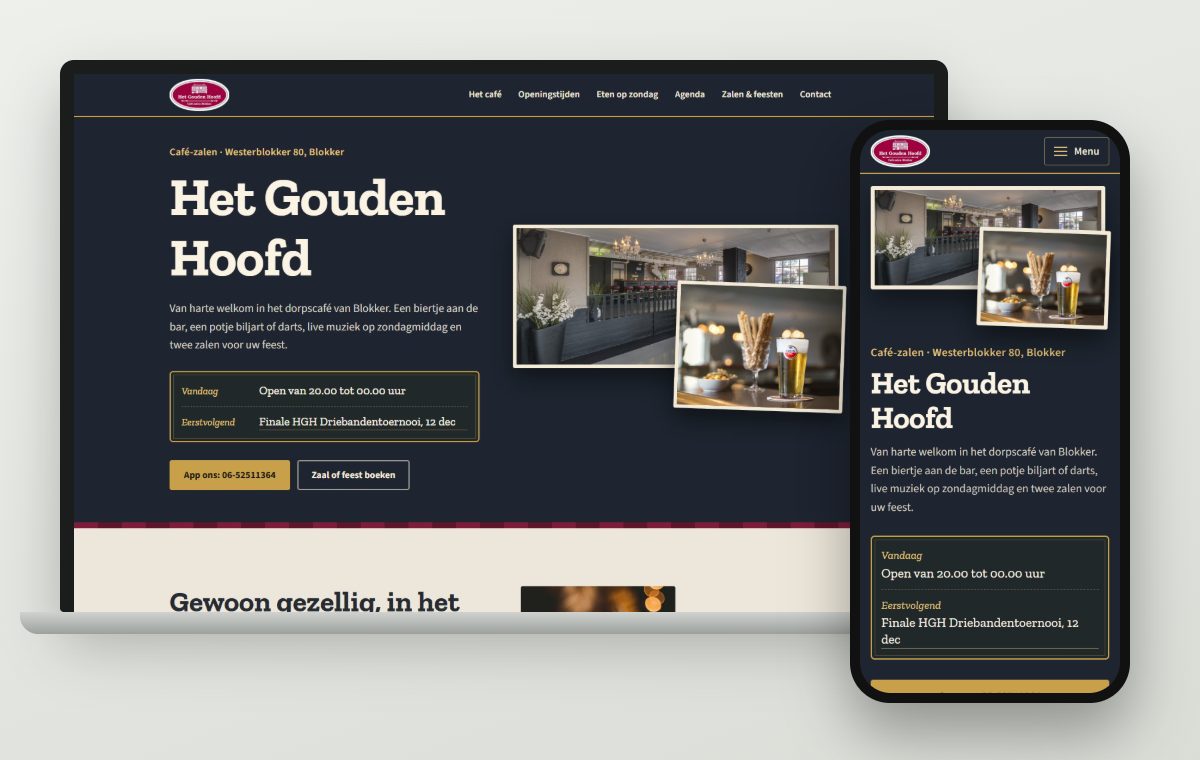 Het Gouden Hoofd
Het café
Openingstijden
Eten op zondag
Agenda
Zalen & feesten
Contact
Café-zalen · Westerblokker 80, Blokker
Het Gouden
Hoofd
Van harte welkom in het dorpscafé van Blokker. Een biertje aan de
bar, een potje biljart of darts, live muziek op zondagmiddag en
twee zalen voor uw feest.
Vandaag
Open van 20.00 tot 00.00 uur
Eerstvolgend
Finale HGH Driebandentoernooi, 12 dec
App ons: 06-52511364
Zaal of feest boeken
Gewoon gezellig, in het
Het Gouden Hoofd
Menu
Café-zalen · Westerblokker 80, Blokker
Het Gouden
Hoofd
Van harte welkom in het dorpscafé van Blokker.
Een biertje aan de bar, een potje biljart of darts,
live muziek op zondagmiddag en twee zalen voor
uw feest.
Vandaag
Open van 20.00 tot 00.00 uur
Eerstvolgend
Finale HGH Driebandentoernooi, 12
dec